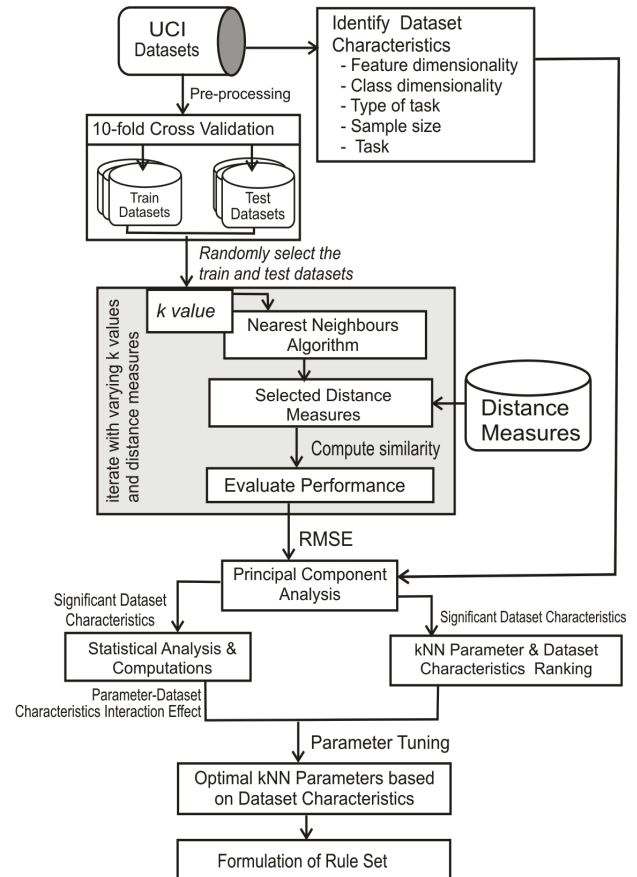 UCI
Datasets
Identify Dataset
Characteristics
- Feature dimensionality
- Class dimensionality
- Type of task
- Sample size
- Task
Pre-processing
10-fold Cross Validation
Train
Datasets
Test
Datasets
Randomly select the
train and test datasets
iterate with varying k values
and distance measures
k value
Nearest Neighbours
Algorithm
Selected Distance
Measures
Distance
Measures
Compute similarity
Evaluate Performance
RMSE
Principal Component
Analysis
Significant Dataset
Characteristics
Significant Dataset Characteristics
Statistical Analysis &
Computations
kNN Parameter & Dataset
Characteristics Ranking
Parameter-Dataset
Characteristics Interaction Effect
Parameter Tuning
Optimal kNN Parameters based
on Dataset Characteristics
Formulation of Rule Set